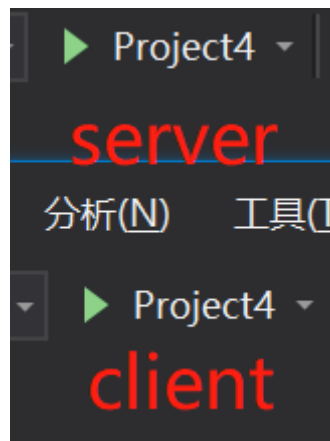 Project4
server
分析(N) 工具(T
Project4
client